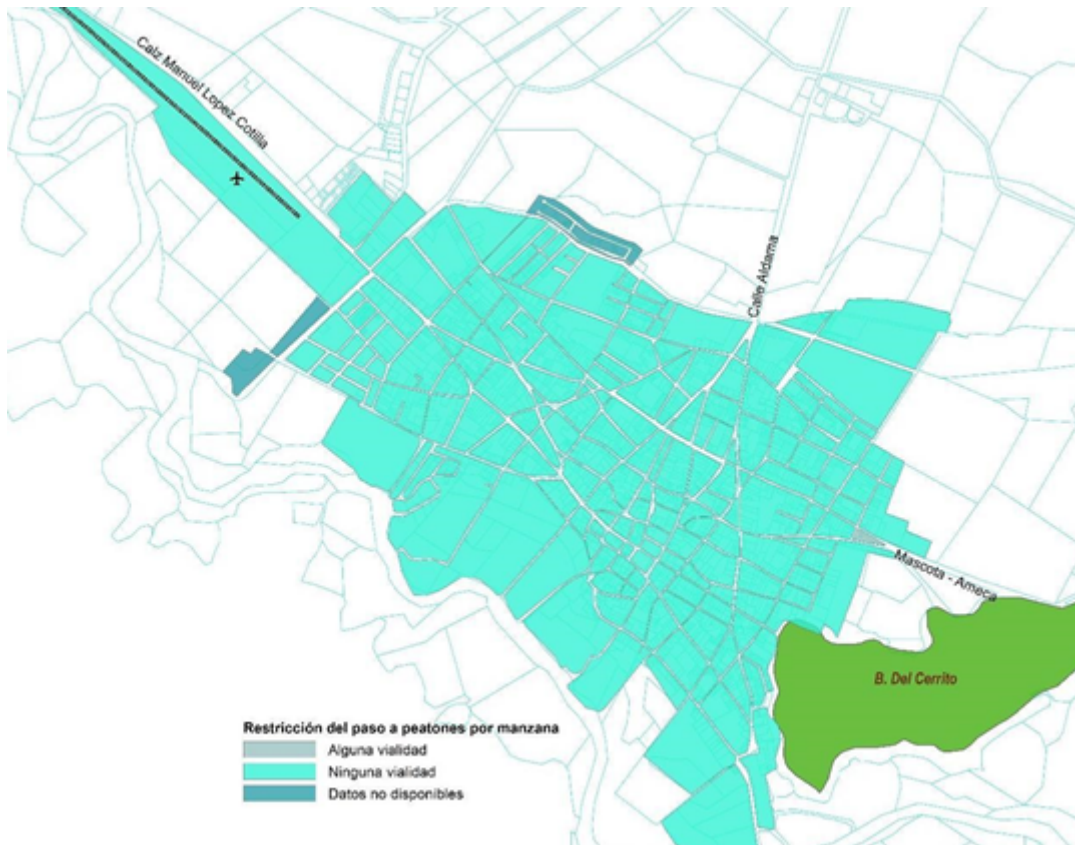 Calz Manuel Lopez Cotilla
Calle Aldama
Mascota - Ameca
B. Del Cerrito
Restricción del paso a peatones por manzana
Alguna vialidad
Ninguna vialidad
Datos no disponibles